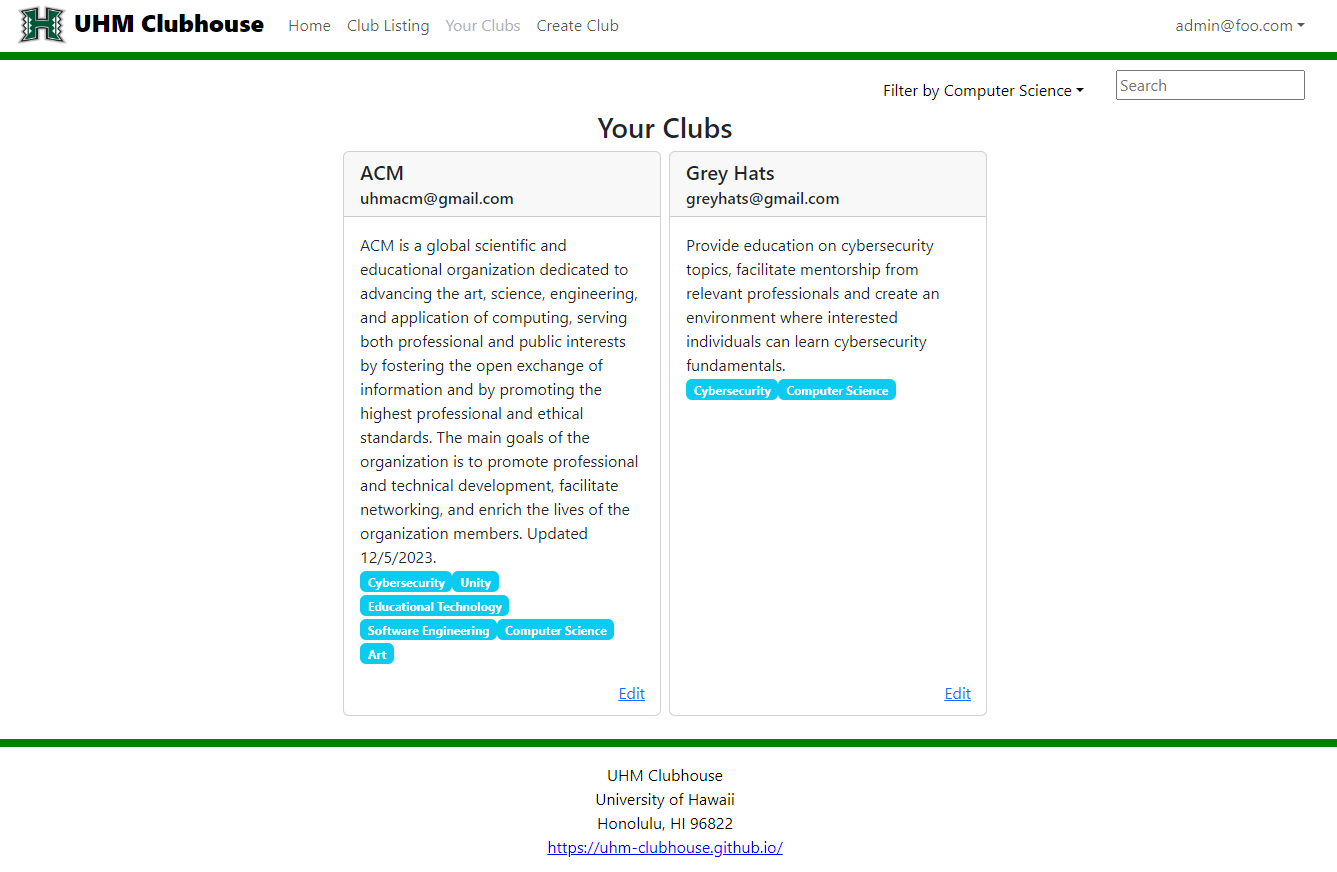 UHM Clubhouse Home Club Listing Your Clubs Create Club admin@foo.com
Filter by Computer Science Search
Your Clubs
ACM
uhmacm@gmail.com
ACM is a global scientific and
educational organization dedicated to
advancing the art, science, engineering,
and application of computing, serving
both professional and public interests
by fostering the open exchange of
information and by promoting the
highest professional and ethical
standards. The main goals of the
organization is to promote professional
and technical development, facilitate
networking, and enrich the lives of the
organization members. Updated
12/5/2023.
Cybersecurity Unity
Educational Technology
Software Engineering Computer Science
Art
Edit
Grey Hats
greyhats@gmail.com
Provide education on cybersecurity
topics, facilitate mentorship from
relevant professionals and create an
environment where interested
individuals can learn cybersecurity
fundamentals.
Cybersecurity Computer Science
Edit
UHM Clubhouse
University of Hawaii
Honolulu, HI 96822
https://uhm-clubhouse.github.io/